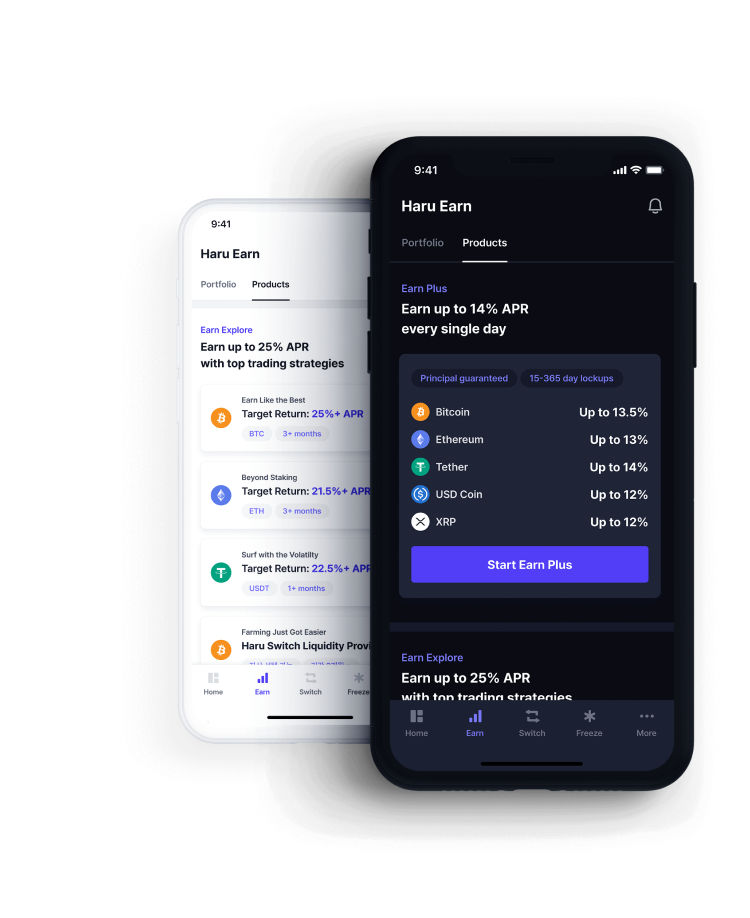 9:41
Haru Earn
Portfolio Products
Earn Explore
Earn up to 25% APR
with top trading strategies
Earn Like the Best
Target Return: 25%+ APR
BTC 3+ months
Beyond Staking
Target Return: 21.5%+ APR
ETH 3+ months
Surf with the Volatilty
Target Return: 22.5%+ APR
USDT 1+ months
Farming Just Got Easier
Haru Switch Liquidity
Home Earn Switch Freeze
9:41
Haru Earn
Portfolio Products
Earn Plus
Earn up to 14% APR
every single day
Principal guaranteed 15-365 day lockups
Bitcoin Up to 13.5%
Ethereum Up to 13%
Tether Up to 14%
USD Coin Up to 12%
XRP Up to 12%
Start Earn Plus
Earn Explore
Earn up to 25% APR
with top trading strategies
Home Earn Switch Freeze More